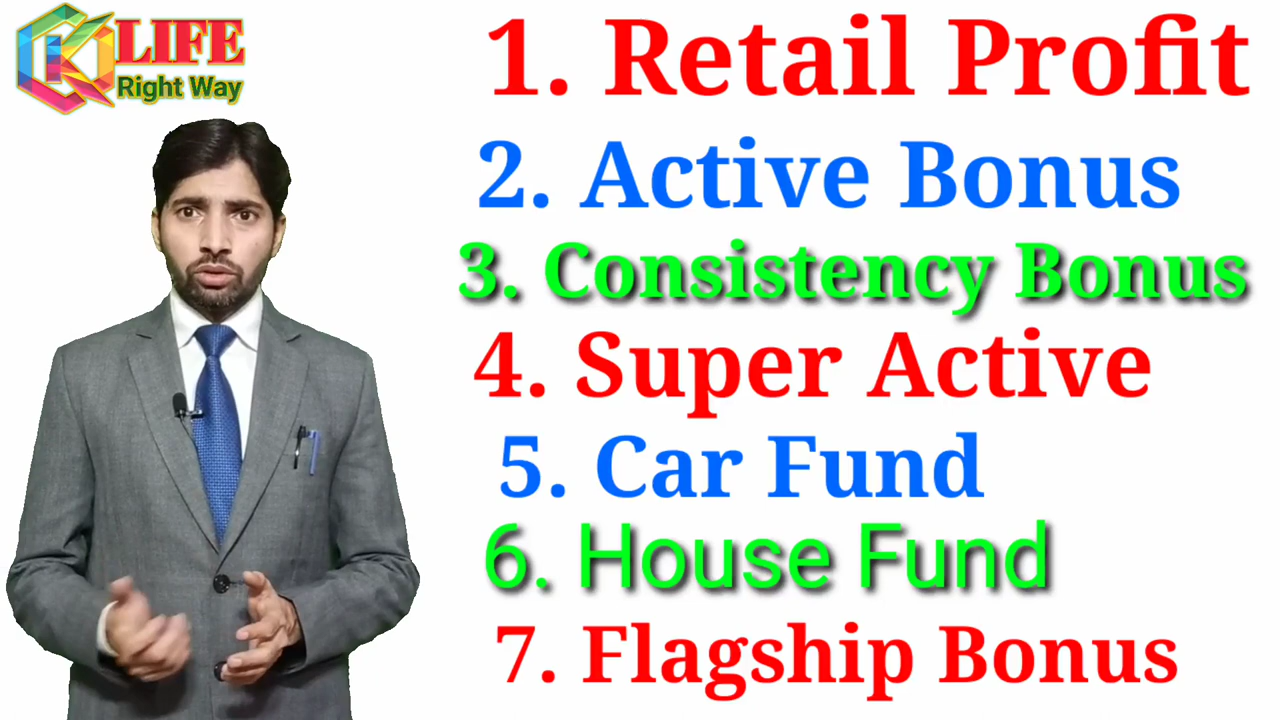 LIFE
Right Way
1. Retail Profit
2. Active Bonus
3. Consistency Bonus
4. Super Active
5. Car Fund
6. House Fund
7. Flagship Bonus